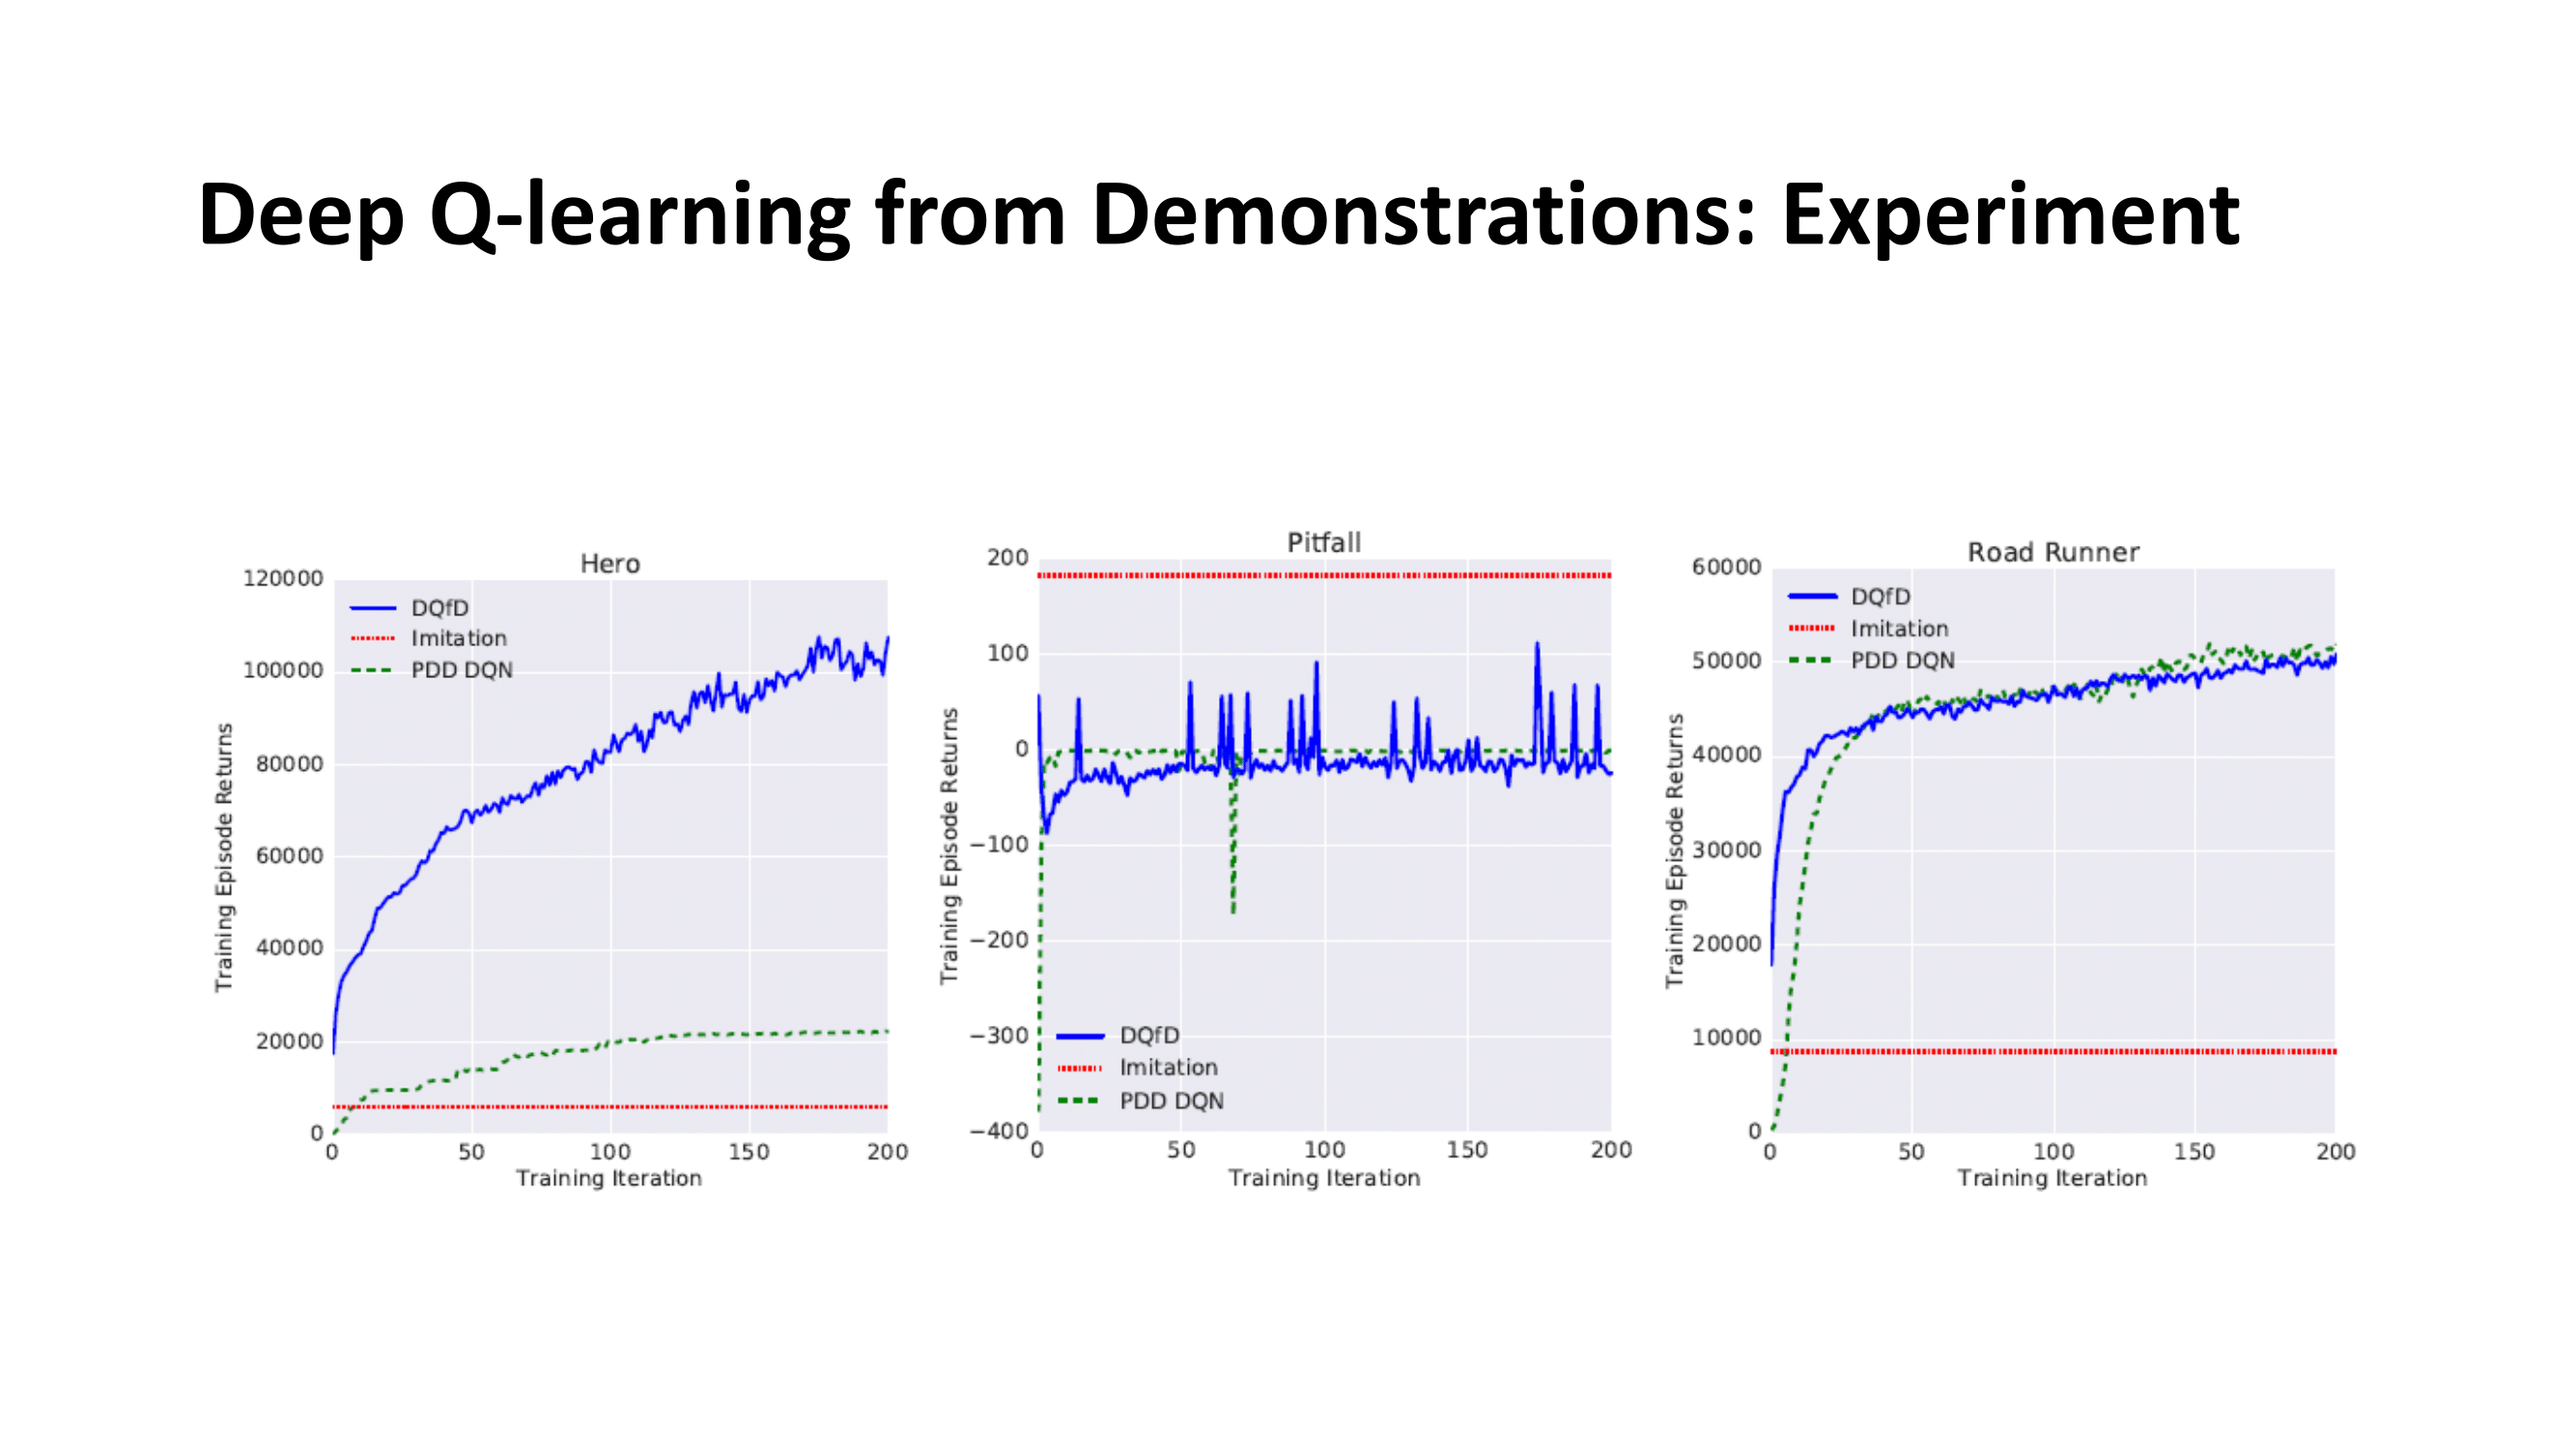 Deep Q-learning from Demonstrations: Experiment
Hero
120000
100000
80000
60000
40000
20000
0
0 50 100 150 200
Training Episode Returns
Training Iteration
DQfD
Imitation
PDD DQN
Pitfall
200
100
0
−100
−200
−300
−400
0 50 100 150 200
Training Episode Returns
Training Iteration
DQfD
Imitation
PDD DQN
Road Runner
60000
50000
40000
30000
20000
10000
0
0 50 100 150 200
Training Episode Returns
Training Iteration
DQfD
Imitation
PDD DQN